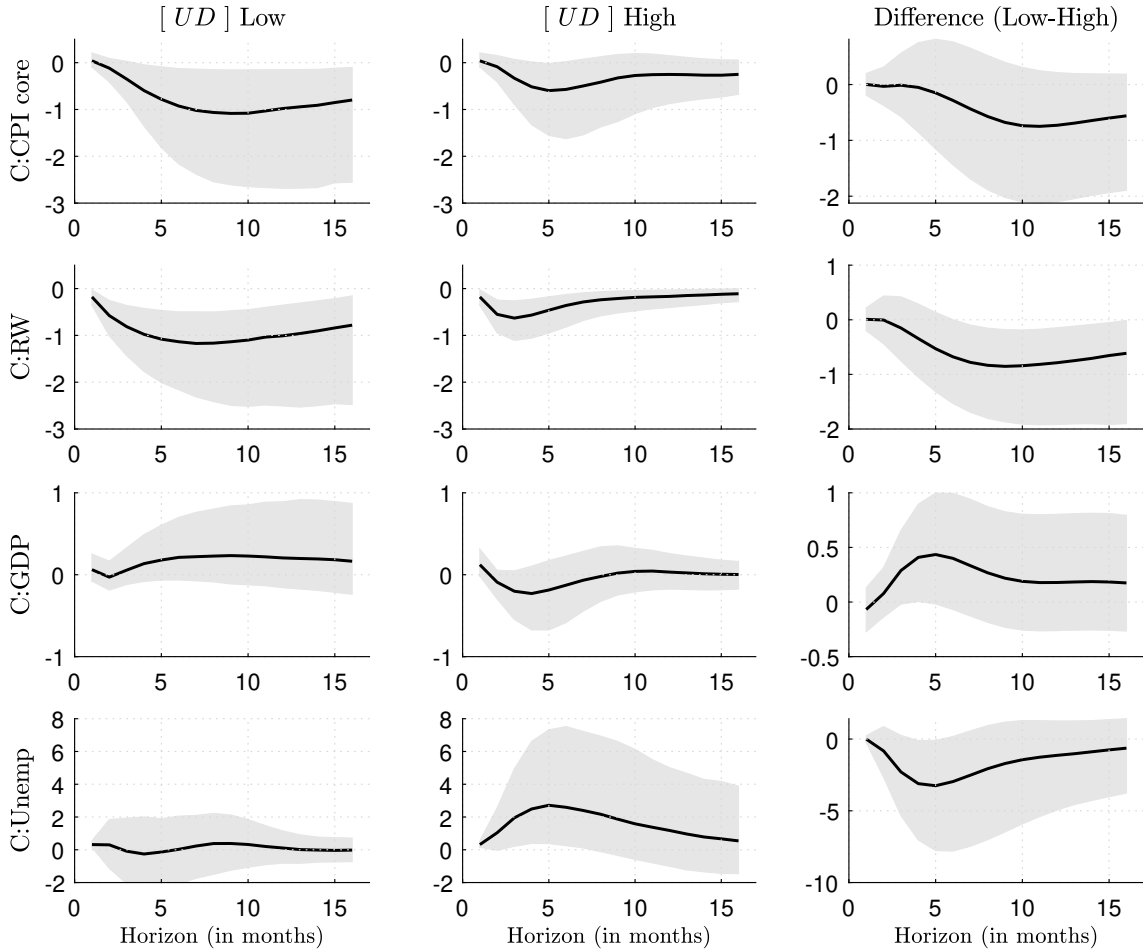 [ UD ] Low [ UD ] High Difference (Low-High)
C:CPI core
0 0 0
-1 -1 -1
-2 -2 -2
-3 -3
0 5 10 15 0 5 10 15 0 5 10 15
C:RW
0 0 1
-1 -1 0
-2 -2 -1
-3 -3 -2
0 5 10 15 0 5 10 15 0 5 10 15
C:GDP
1 1 1
0.5
0 0 0
-1 -1 -0.5
0 5 10 15 0 5 10 15 0 5 10 15
C:Unemp
8 8 0
6 6
4 4 -5
2 2
0 0
-2 -2 -10
0 5 10 15 0 5 10 15 0 5 10 15
Horizon (in months) Horizon (in months) Horizon (in months)